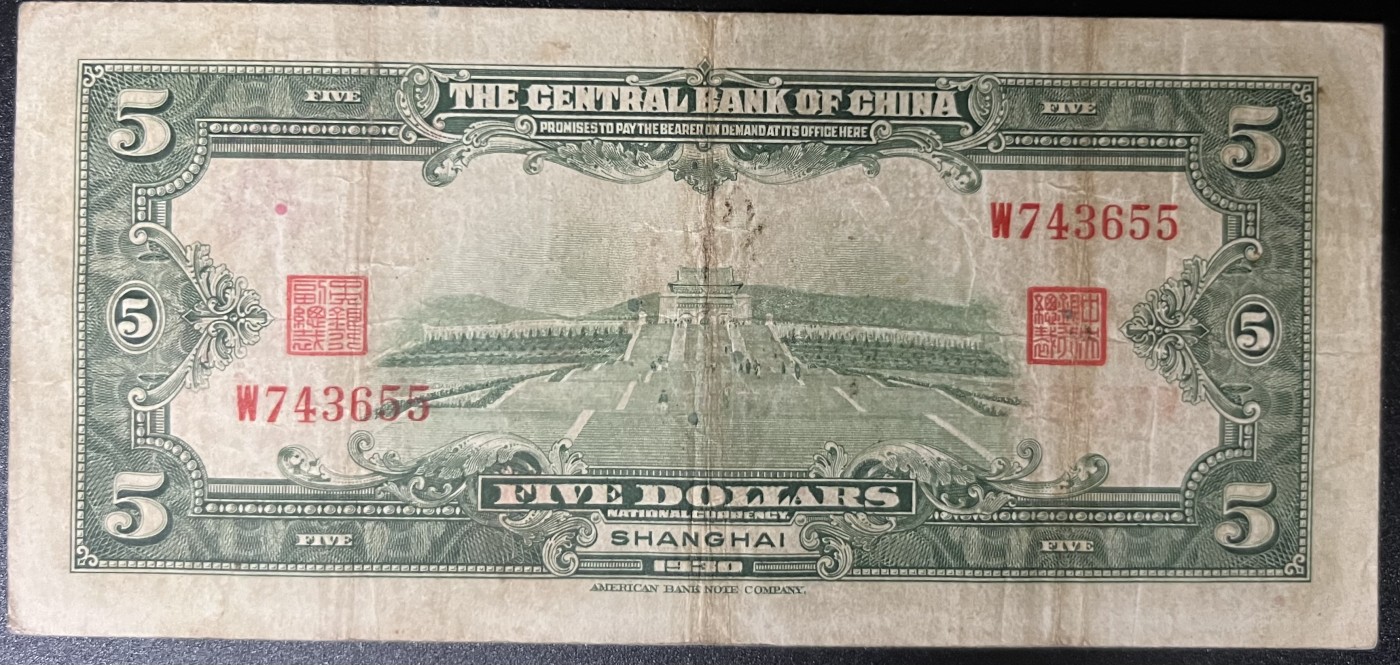 5 FIVE THE CENTRAL BANK OF CHINA FIVE 5
PROMISES TO PAY THE BEARER ON DEMAND AT ITS OFFICE HERE
W743655
5 5
W743655
5 FIVE DOLLARS 5
NATIONAL CURRENCY.
FIVE SHANGHAI FIVE
1930
AMERICAN BANK NOTE COMPANY.